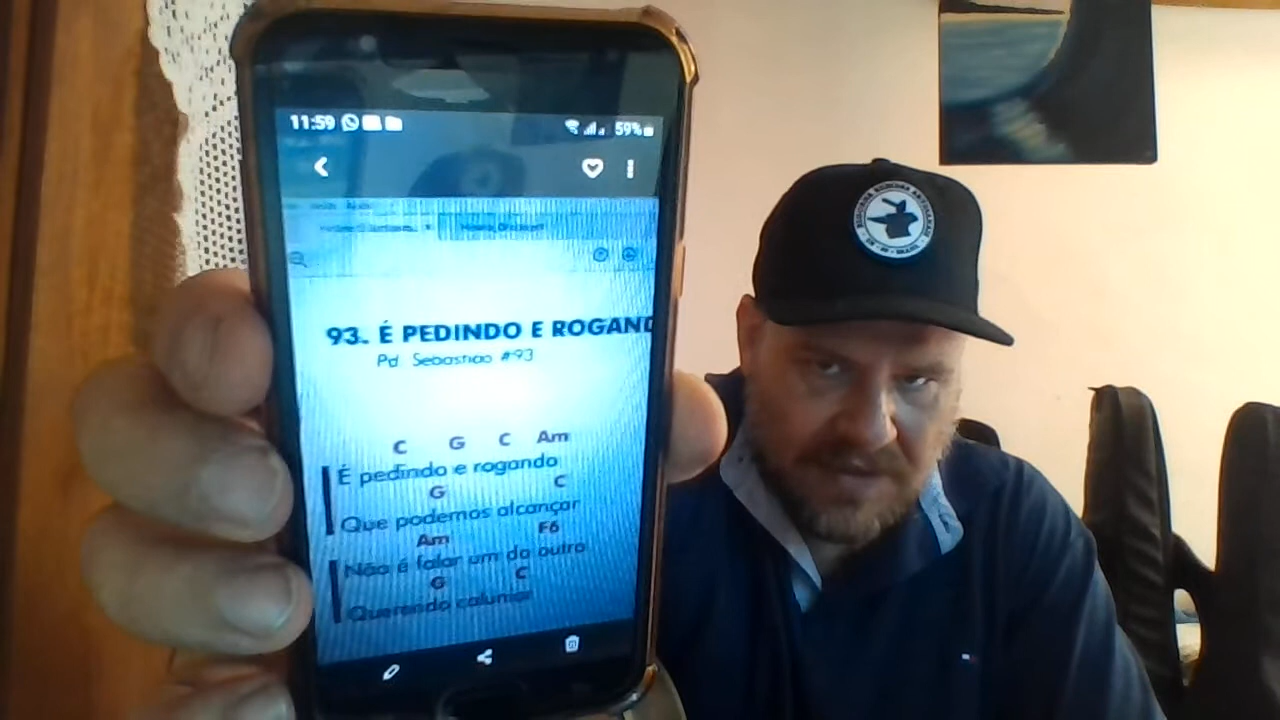 11:59
59%
93. É PEDINDO E ROGAND
Pd Sebastião #93
C G C Am
É pedindo e rogando
G C
Que podemos alcançar
Am F6
Não é falar um do outro
G C
Querendo caluniar
BRASIL